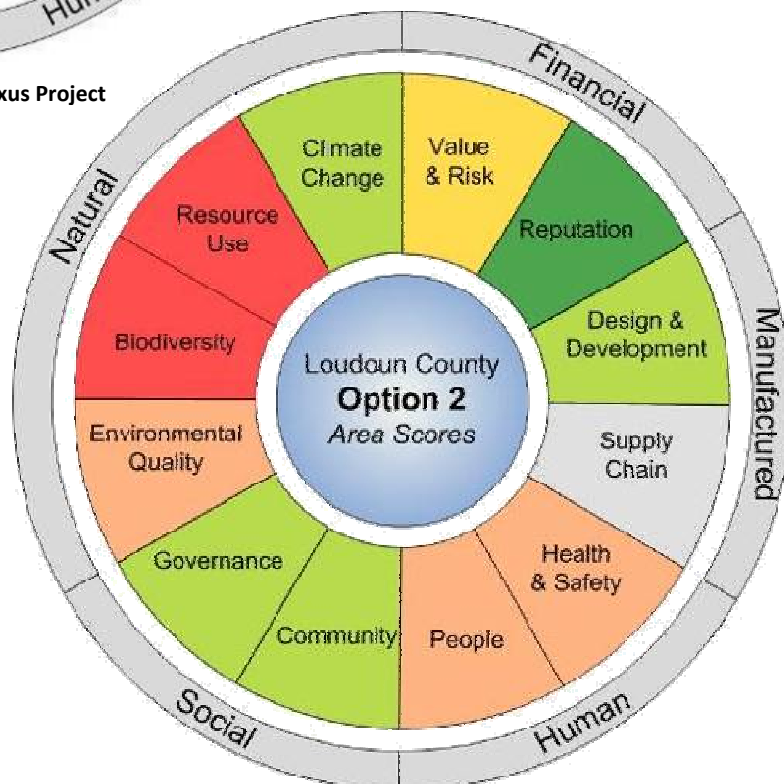 Hum
xus Project
Financial
Manufactured
Human
Social
Natural
Climate
Change
Value
& Risk
Reputation
Design &
Development
Supply
Chain
Health
& Safety
People
Community
Governance
Environmental
Quality
Biodiversity
Resource
Use
Loudoun County
Option 2
Area Scores